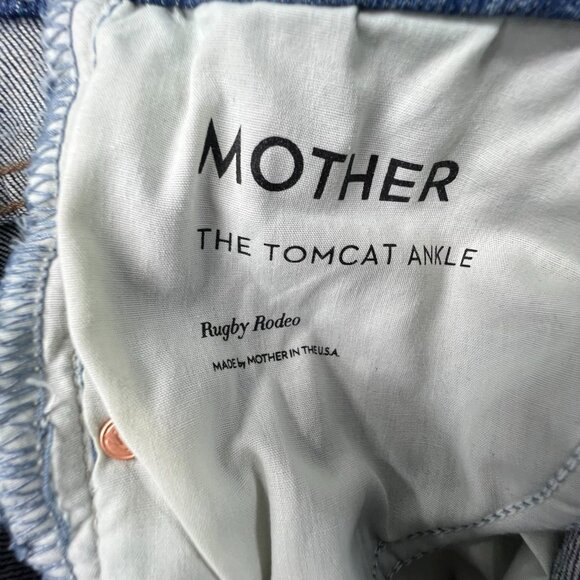 MOTHER
THE TOMCAT ANKLE
Rugby Rodeo
MADE by MOTHER IN THE U.S.A.